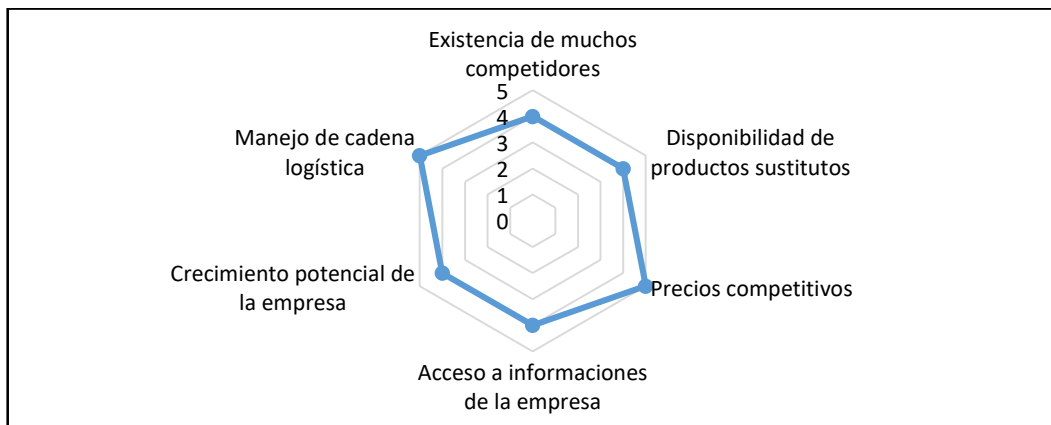 Existencia de muchos
competidores
5
4
3
2
1
0
Disponibilidad de
productos sustitutos
Precios competitivos
Acceso a informaciones
de la empresa
Crecimiento potencial de
la empresa
Manejo de cadena
logística